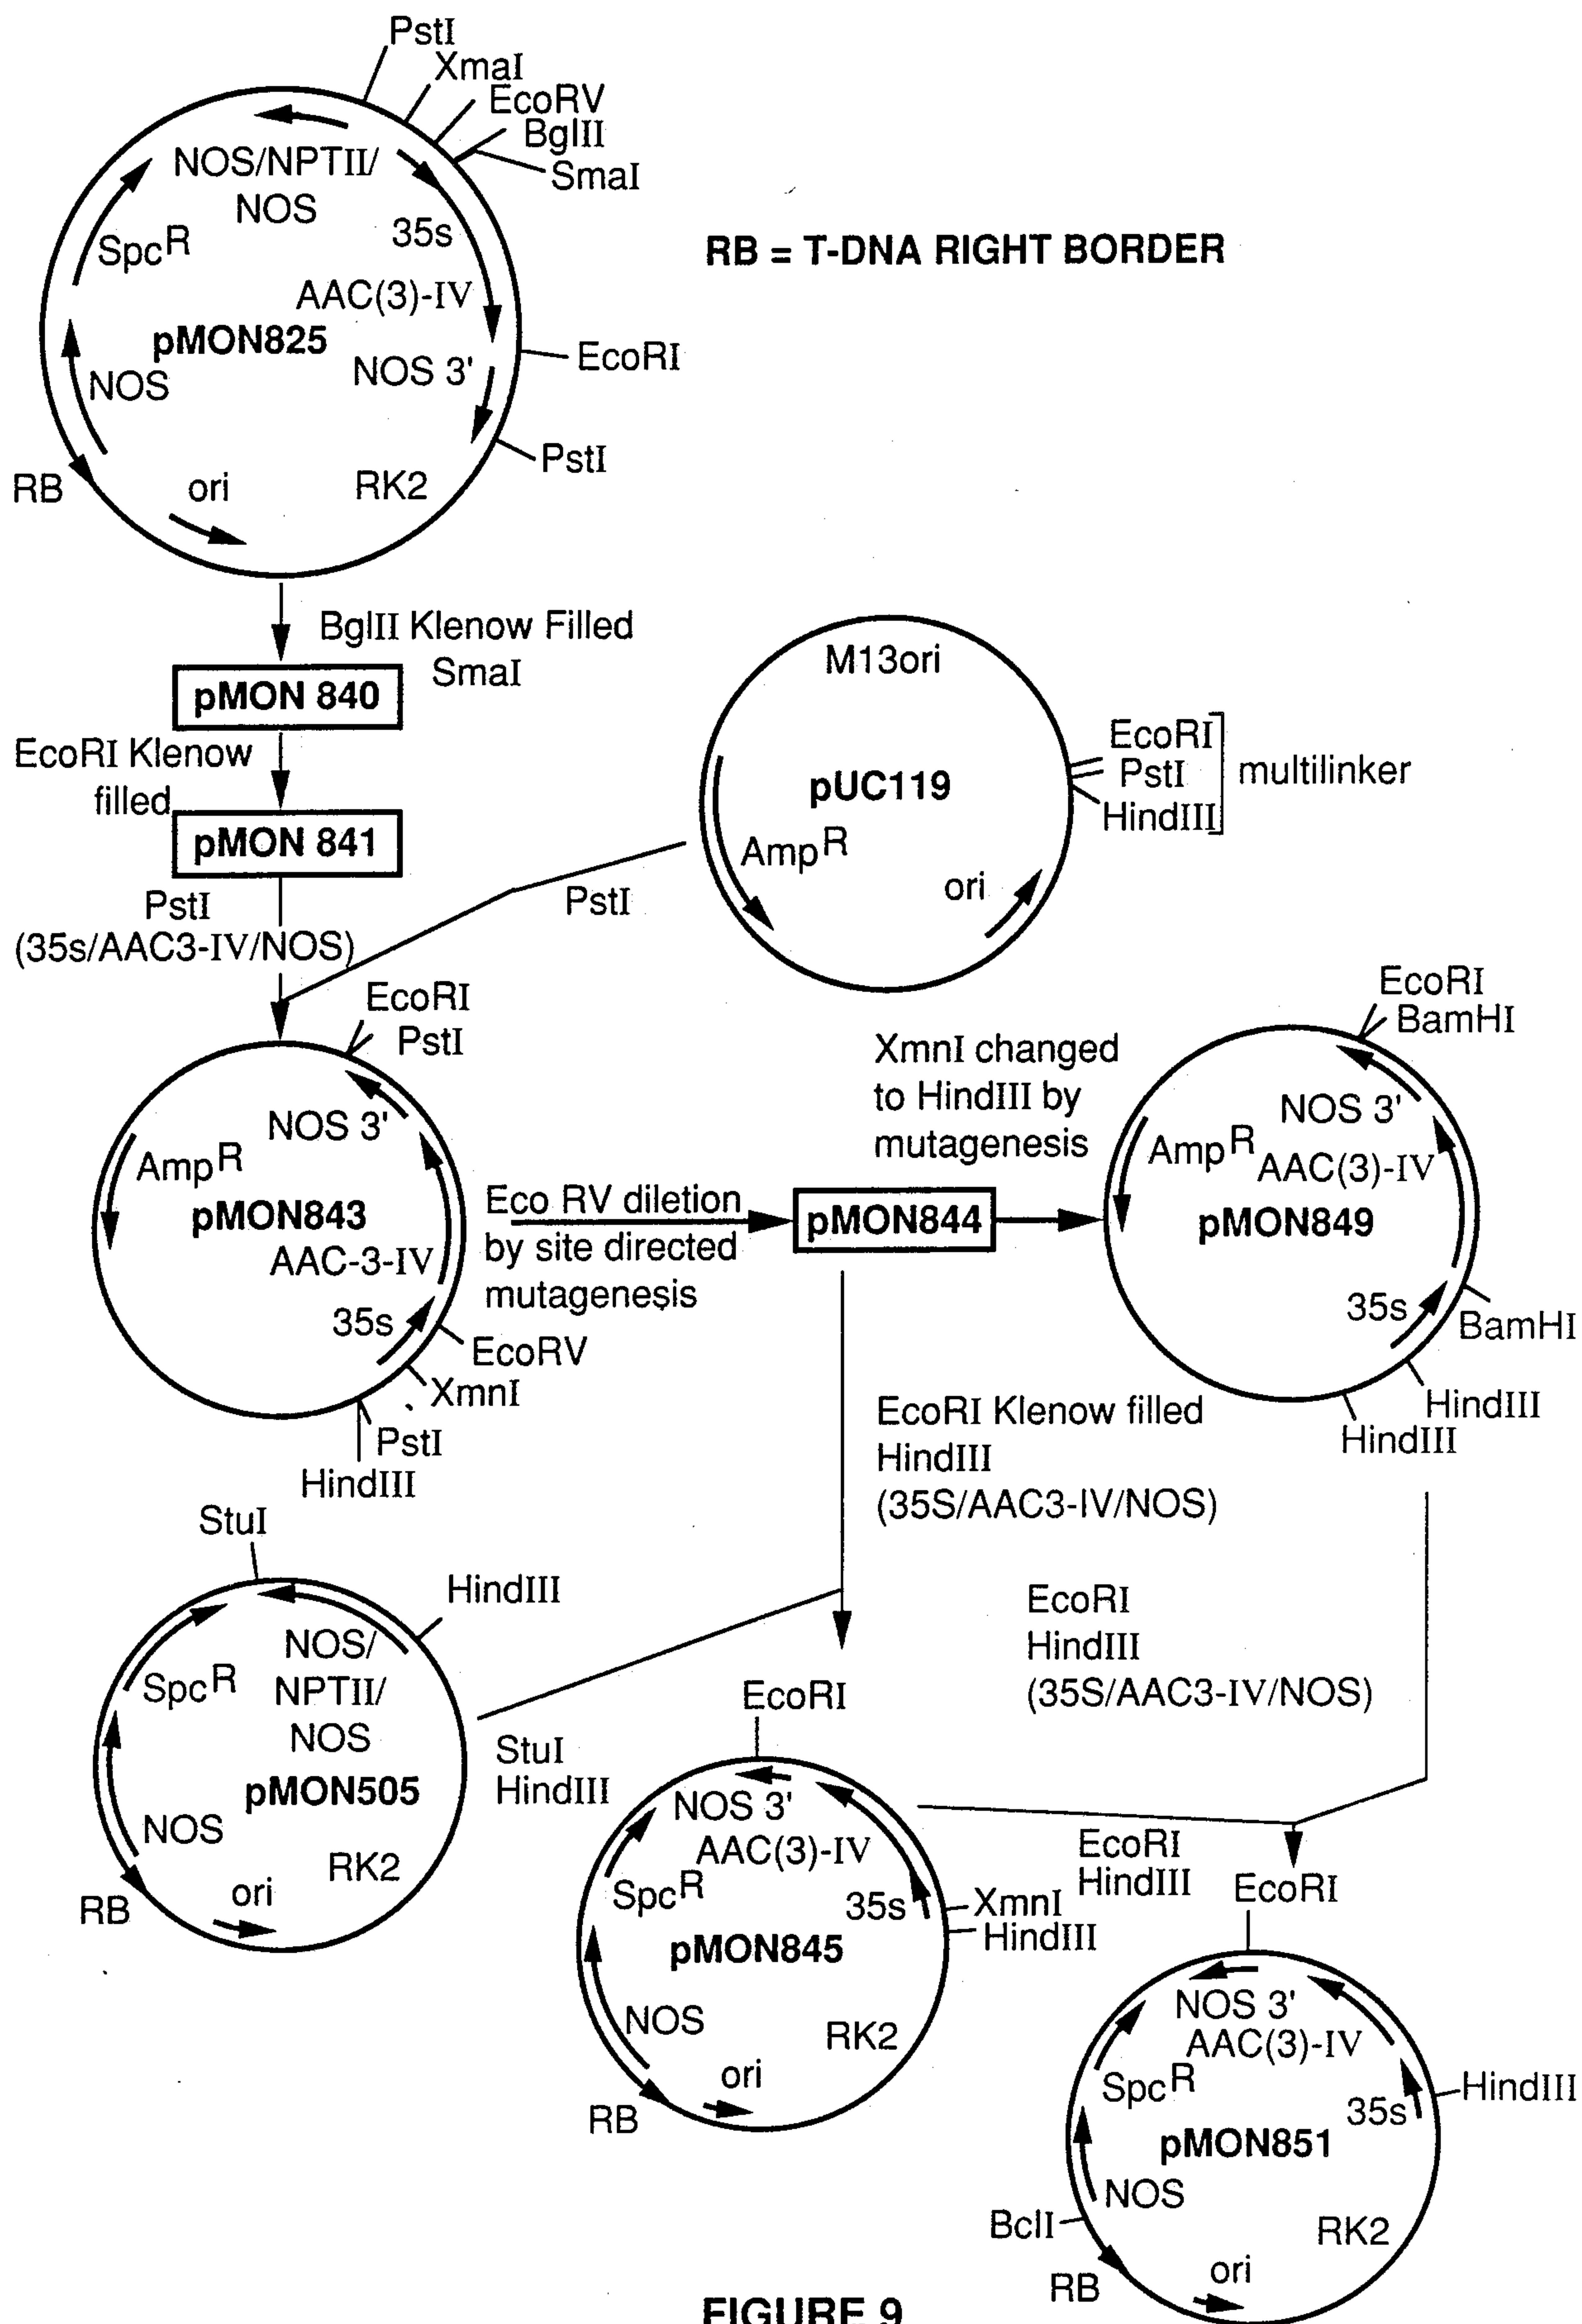 PstI
XmaI
EcoRV
BglII
SmaI
NOS/NPTII/
NOS
SpcR
35s
AAC(3)-IV
pMON825
NOS
NOS 3'
EcoRI
PstI
RB
ori
RK2
RB = T-DNA RIGHT BORDER
BglII Klenow Filled
SmaI
pMON 840
EcoRI Klenow
filled
pMON 841
PstI
(35s/AAC3-IV/NOS)
M13ori
pUC119
AmpR
ori
EcoRI
PstI
HindIII
multilinker
PstI
EcoRI
PstI
NOS 3'
AmpR
pMON843
AAC-3-IV
35s
EcoRV
XmnI
PstI
HindIII
Eco RV diletion
by site directed
mutagenesis
pMON844
XmnI changed
to HindIII by
mutagenesis
EcoRI
BamHI
NOS 3'
AmpR
AAC(3)-IV
pMON849
35s
BamHI
HindIII
HindIII
EcoRI Klenow filled
HindIII
(35S/AAC3-IV/NOS)
StuI
HindIII
NOS/
NPTII/
NOS
SpcR
pMON505
NOS
RK2
RB
ori
StuI
HindIII
EcoRI
HindIII
(35S/AAC3-IV/NOS)
EcoRI
NOS 3'
AAC(3)-IV
SpcR
35s
XmnI
HindIII
pMON845
NOS
RK2
ori
RB
EcoRI
HindIII
EcoRI
NOS 3'
AAC(3)-IV
SpcR
35s
HindIII
pMON851
NOS
BclI
RK2
RB
ori
FIGURE 9